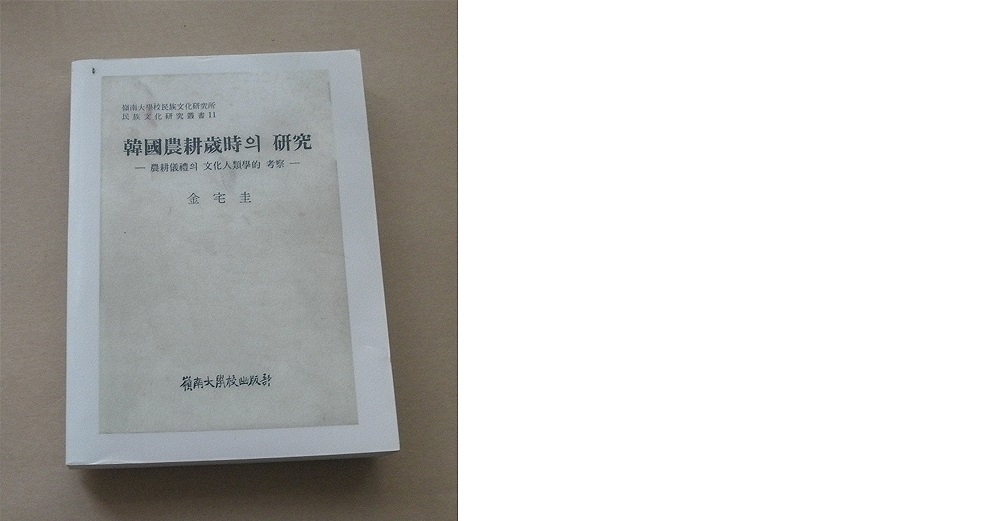 嶺南大學校民族文化硏究所
民族文化硏究叢書 11
韓國農耕歲時의 硏究
― 農耕儀禮의 文化人類學的 考察 ―
金宅圭
嶺南大學校出版部